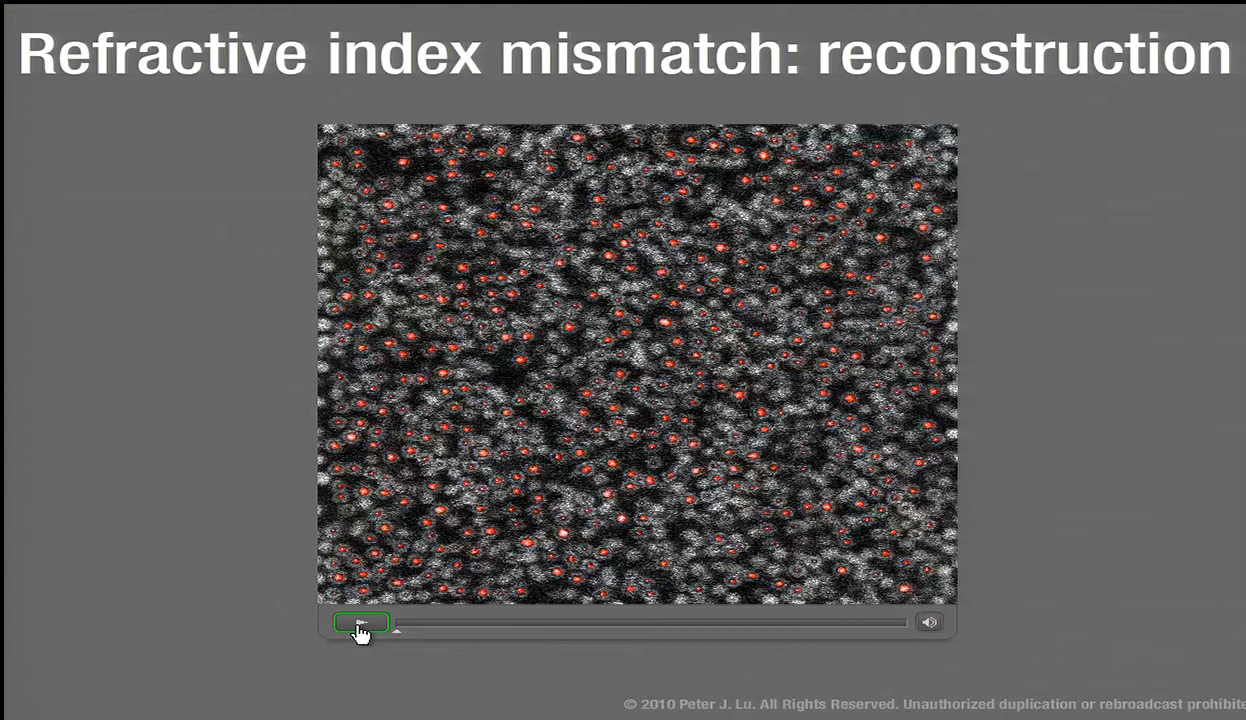 Refractive index mismatch: reconstruction
© 2010 Peter J. Lu. All Rights Reserved. Unauthorized duplication or rebroadcast prohibite